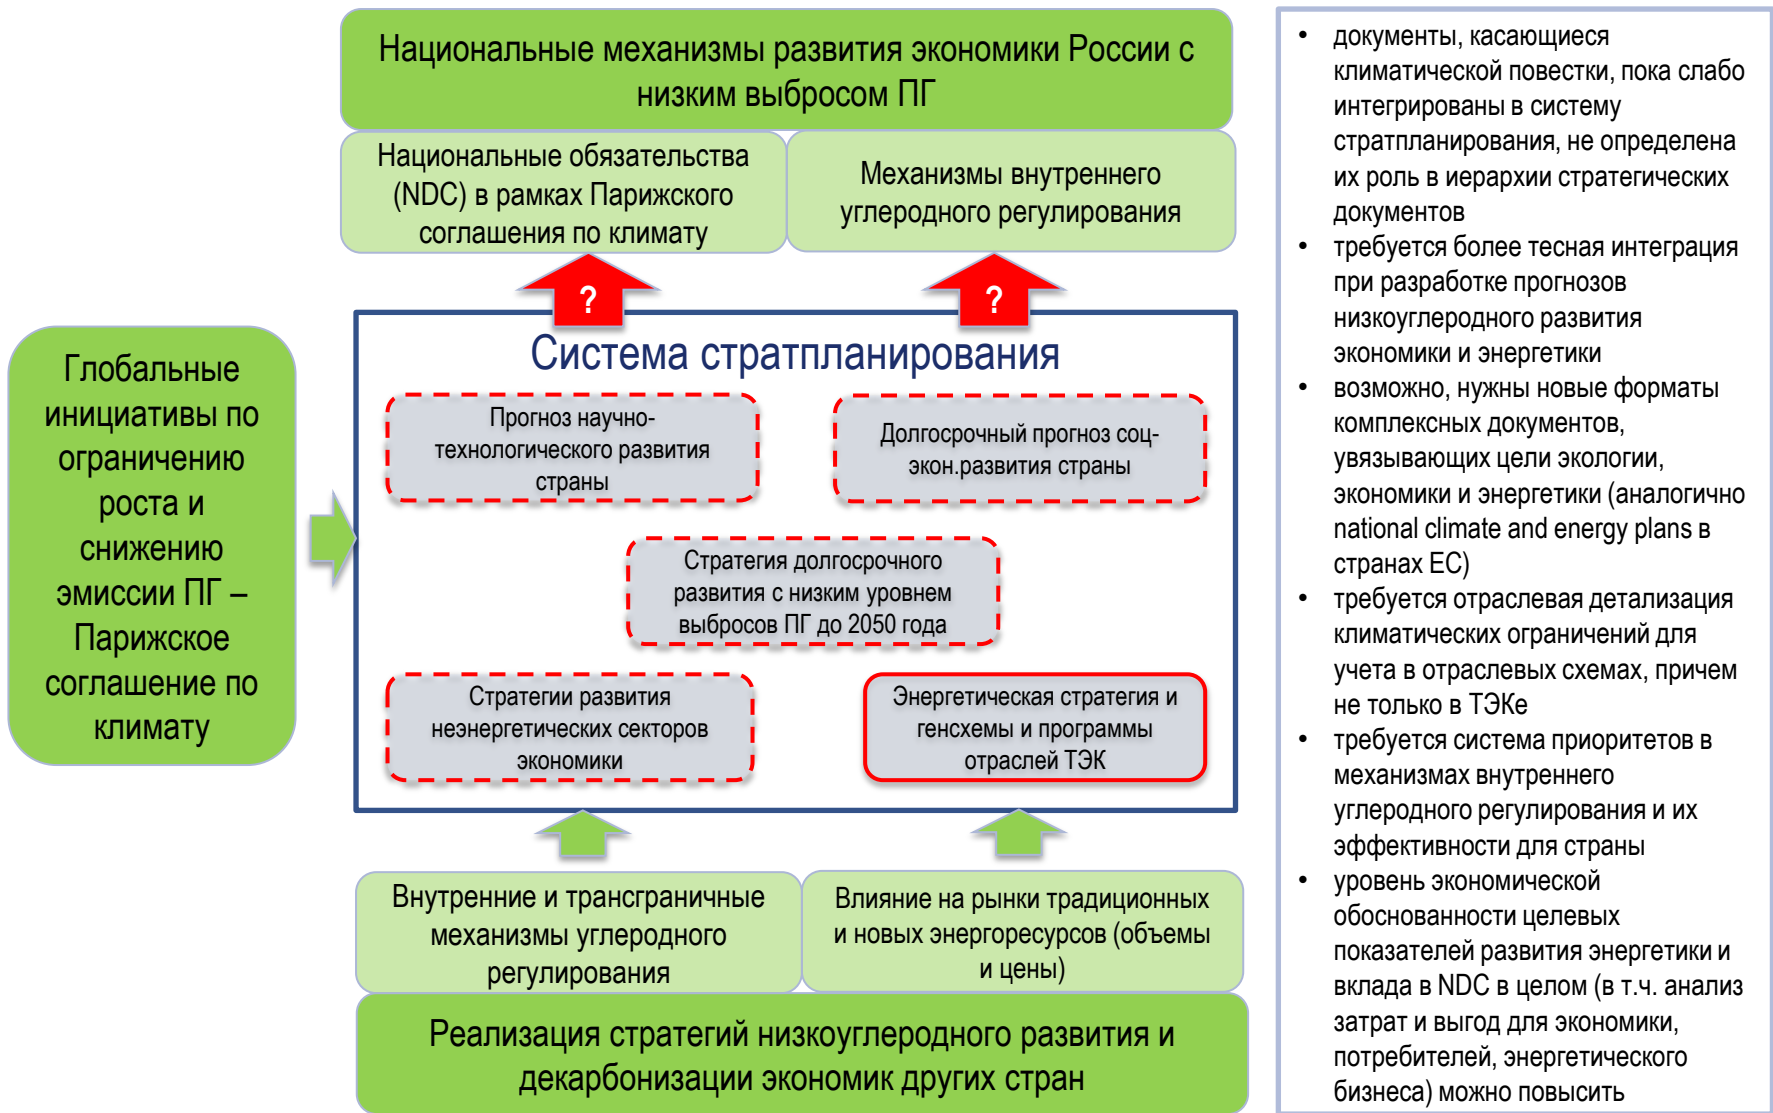 Национальные механизмы развития экономики России с
низким выбросом ПГ
Национальные обязательства
(NDC) в рамках Парижского
соглашения по климату
Механизмы внутреннего
углеродного регулирования
?
?
Глобальные
инициативы по
ограничению
роста и
снижению
эмиссии ПГ –
Парижское
соглашение по
климату
Система стратпланирования
Прогноз научно-
технологического развития
страны
Долгосрочный прогноз соц-
экон.развития страны
Стратегия долгосрочного
развития с низким уровнем
выбросов ПГ до 2050 года
Стратегии развития
неэнергетических секторов
экономики
Энергетическая стратегия и
генсхемы и программы
отраслей ТЭК
Внутренние и трансграничные
механизмы углеродного
регулирования
Влияние на рынки традиционных
и новых энергоресурсов (объемы
и цены)
Реализация стратегий низкоуглеродного развития и
декарбонизации экономик других стран
• документы, касающиеся
климатической повестки, пока слабо
интегрированы в систему
стратпланирования, не определена
их роль в иерархии стратегических
документов
• требуется более тесная интеграция
при разработке прогнозов
низкоуглеродного развития
экономики и энергетики
• возможно, нужны новые форматы
комплексных документов,
увязывающих цели экологии,
экономики и энергетики (аналогично
national climate and energy plans в
странах ЕС)
• требуется отраслевая детализация
климатических ограничений для
учета в отраслевых схемах, причем
не только в ТЭКе
• требуется система приоритетов в
механизмах внутреннего
углеродного регулирования и их
эффективности для страны
• уровень экономической
обоснованности целевых
показателей развития энергетики и
вклада в NDC в целом (в т.ч. анализ
затрат и выгод для экономики,
потребителей, энергетического
бизнеса) можно повысить